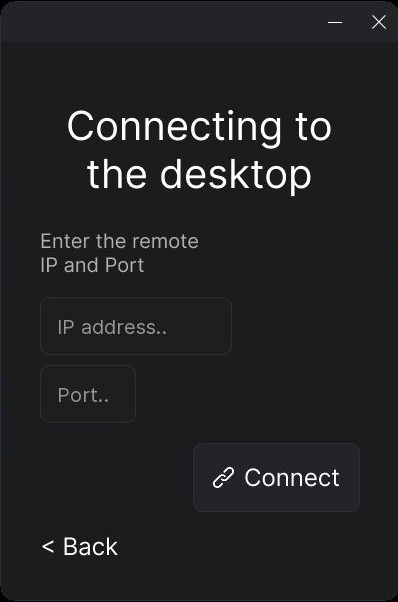 Connecting to
the desktop
Enter the remote
IP and Port
IP address..
Port..
Connect
< Back